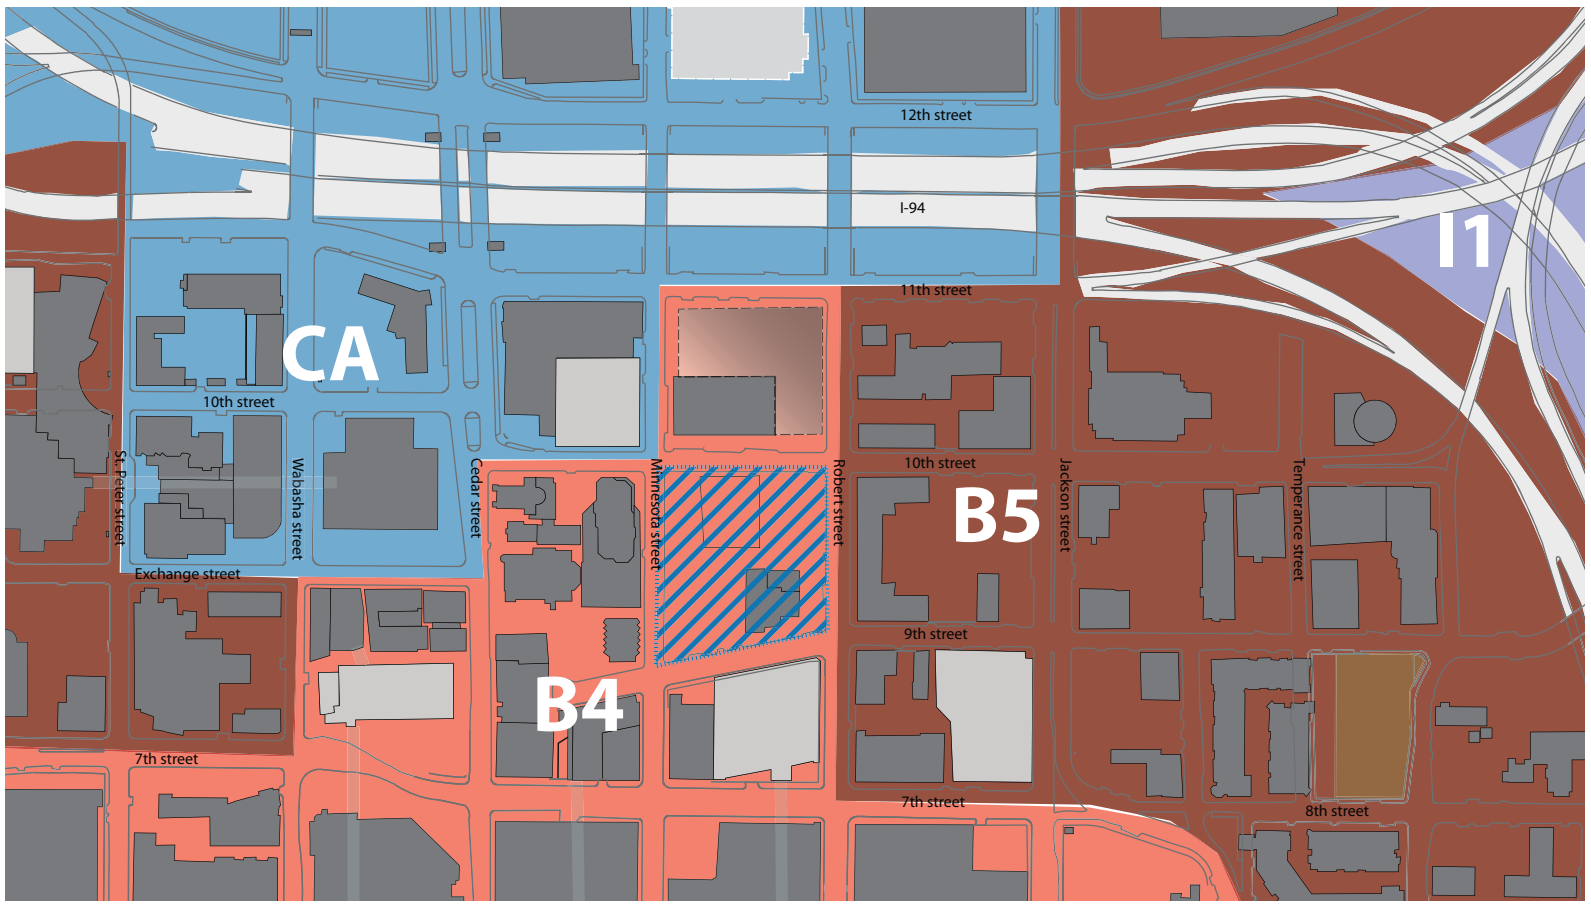 12th street
I-94
I1
11th street
CA
10th street
10th street
St. Peter street
Wabasha street
Cedar street
Minnesota street
Robert street
B5
Jackson street
Temperance street
Exchange street
9th street
B4
7th street
7th street
8th street